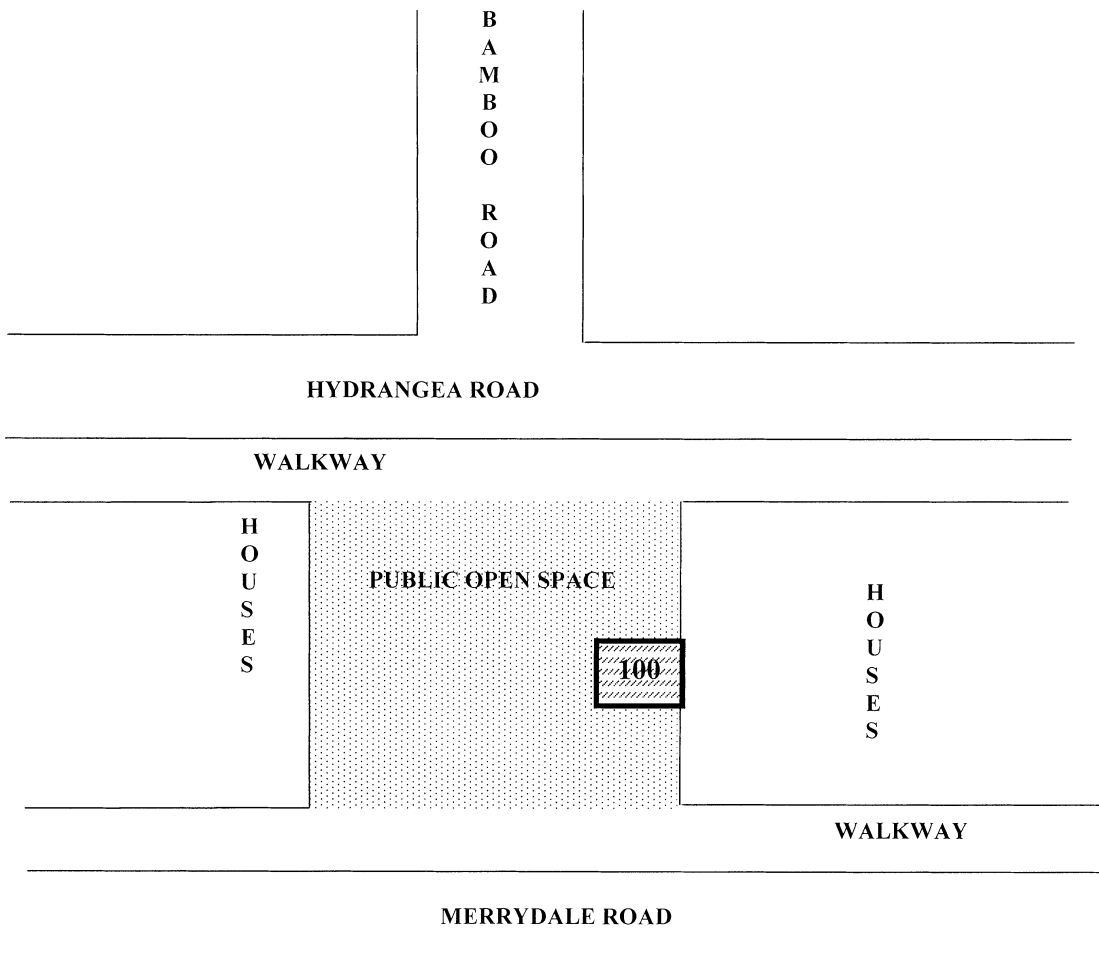 BAMBOO ROAD
HYDRANGEA ROAD
WALKWAY
HOUSES
PUBLIC OPEN SPACE
HOUSES
100
WALKWAY
MERRYDALE ROAD